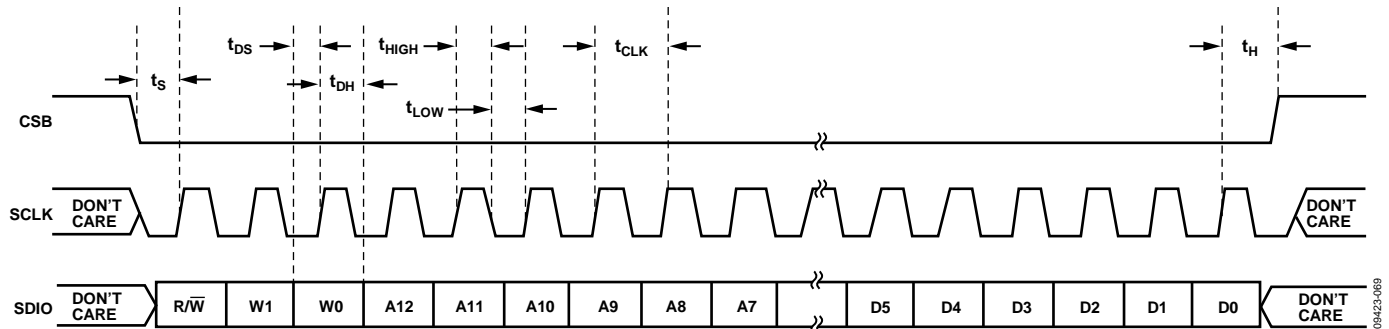 tDS
tHIGH
tCLK
tH
tS
tDH
tLOW
CSB
SCLK
DON'T
CARE
DON'T
CARE
SDIO
DON'T
CARE
R/W̅
W1
W0
A12
A11
A10
A9
A8
A7
D5
D4
D3
D2
D1
D0
DON'T
CARE
09423-069